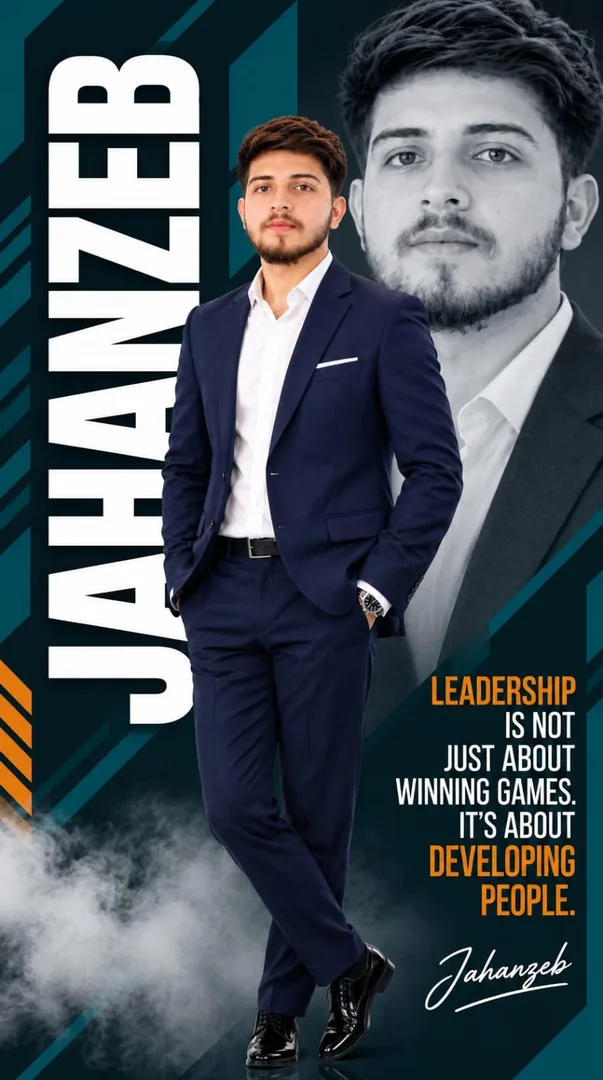 JAHANZEB
LEADERSHIP
IS NOT
JUST ABOUT
WINNING GAMES.
IT'S ABOUT
DEVELOPING
PEOPLE.
Jahanzeb